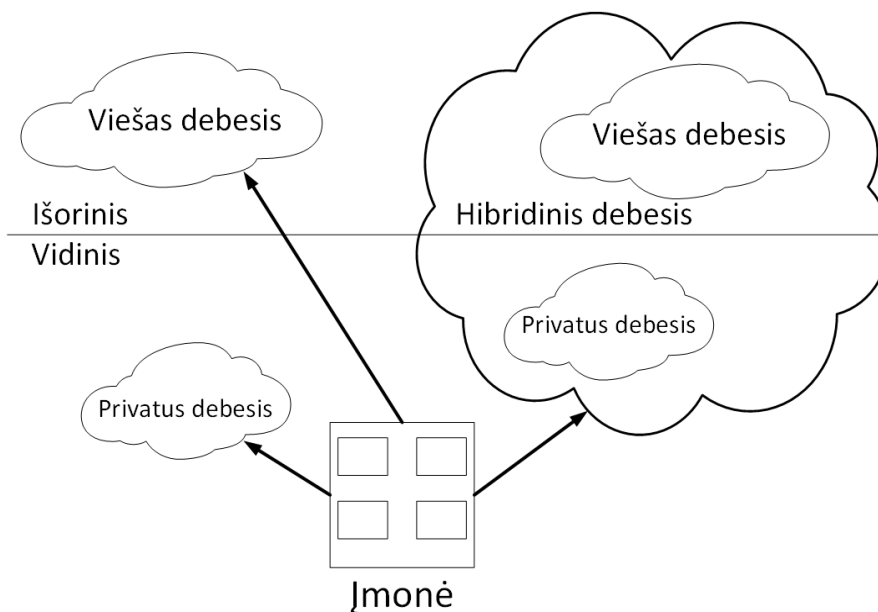 Viešas debesis
Viešas debesis
Išorinis
Hibridinis debesis
Vidinis
Privatus debesis
Privatus debesis
Įmonė